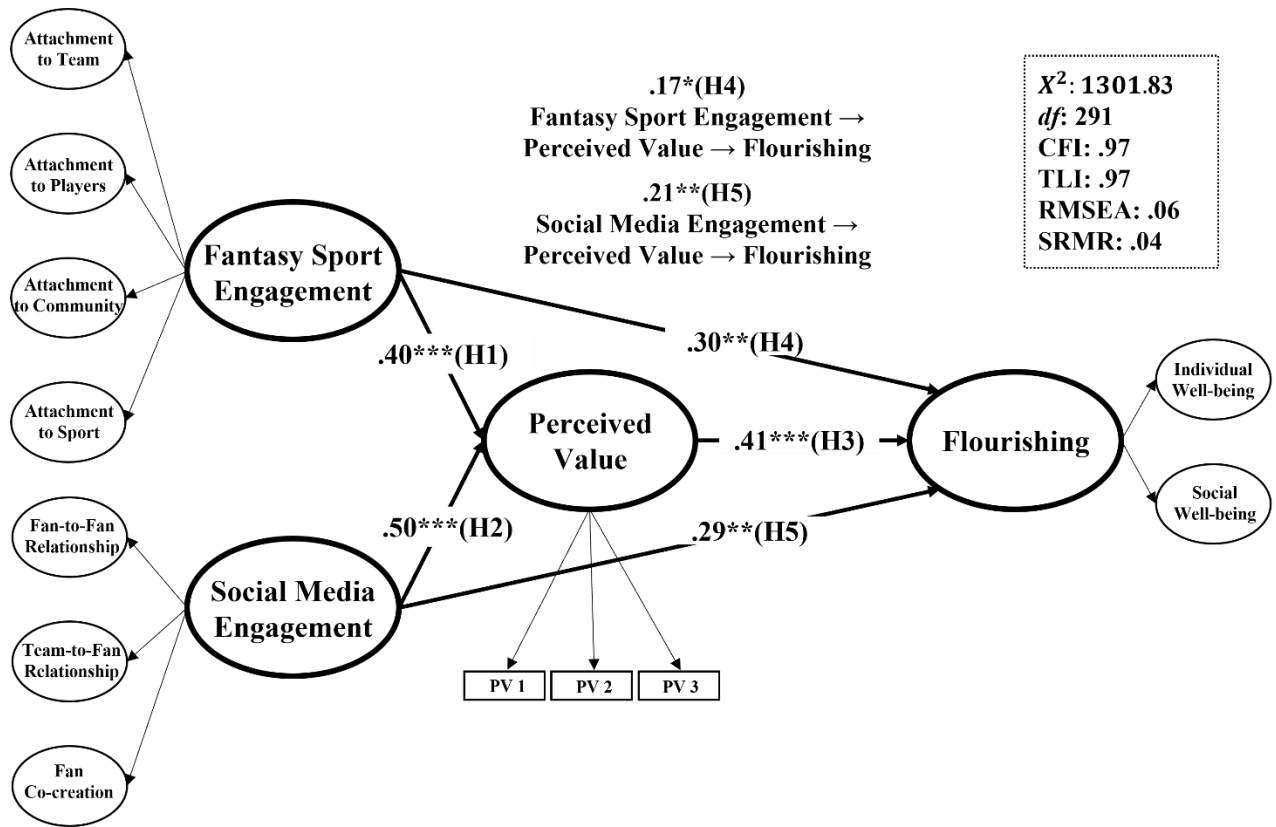 Attachment
to Team
Attachment
to Players
Attachment
to Community
Attachment
to Sport
Fan-to-Fan
Relationship
Team-to-Fan
Relationship
Fan
Co-creation
Fantasy Sport
Engagement
Social Media
Engagement
.17*(H4)
Fantasy Sport Engagement →
Perceived Value → Flourishing
.21**(H5)
Social Media Engagement →
Perceived Value → Flourishing
X²: 1301.83
df: 291
CFI: .97
TLI: .97
RMSEA: .06
SRMR: .04
.40***(H1)
.30**(H4)
Perceived
Value
.41***(H3)
.50***(H2)
.29**(H5)
PV 1
PV 2
PV 3
Flourishing
Individual
Well-being
Social
Well-being